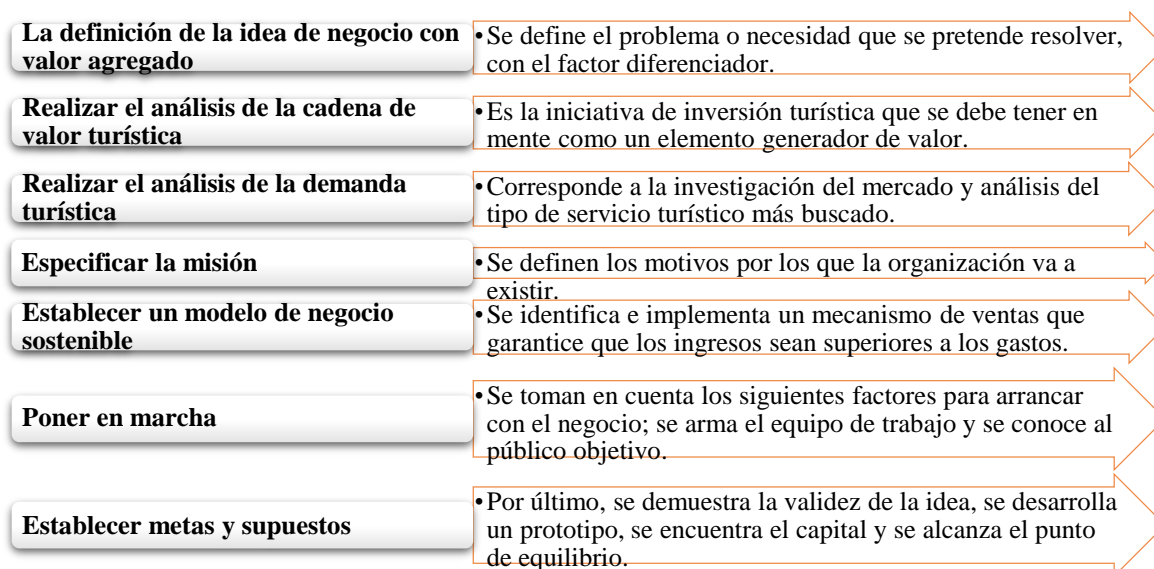 La definición de la idea de negocio con
valor agregado
•Se define el problema o necesidad que se pretende resolver,
con el factor diferenciador.
Realizar el análisis de la cadena de
valor turística
•Es la iniciativa de inversión turística que se debe tener en
mente como un elemento generador de valor.
Realizar el análisis de la demanda
turística
•Corresponde a la investigación del mercado y análisis del
tipo de servicio turístico más buscado.
Especificar la misión
•Se definen los motivos por los que la organización va a
existir.
Establecer un modelo de negocio
sostenible
•Se identifica e implementa un mecanismo de ventas que
garantice que los ingresos sean superiores a los gastos.
Poner en marcha
•Se toman en cuenta los siguientes factores para arrancar
con el negocio; se arma el equipo de trabajo y se conoce al
público objetivo.
Establecer metas y supuestos
•Por último, se demuestra la validez de la idea, se desarrolla
un prototipo, se encuentra el capital y se alcanza el punto
de equilibrio.